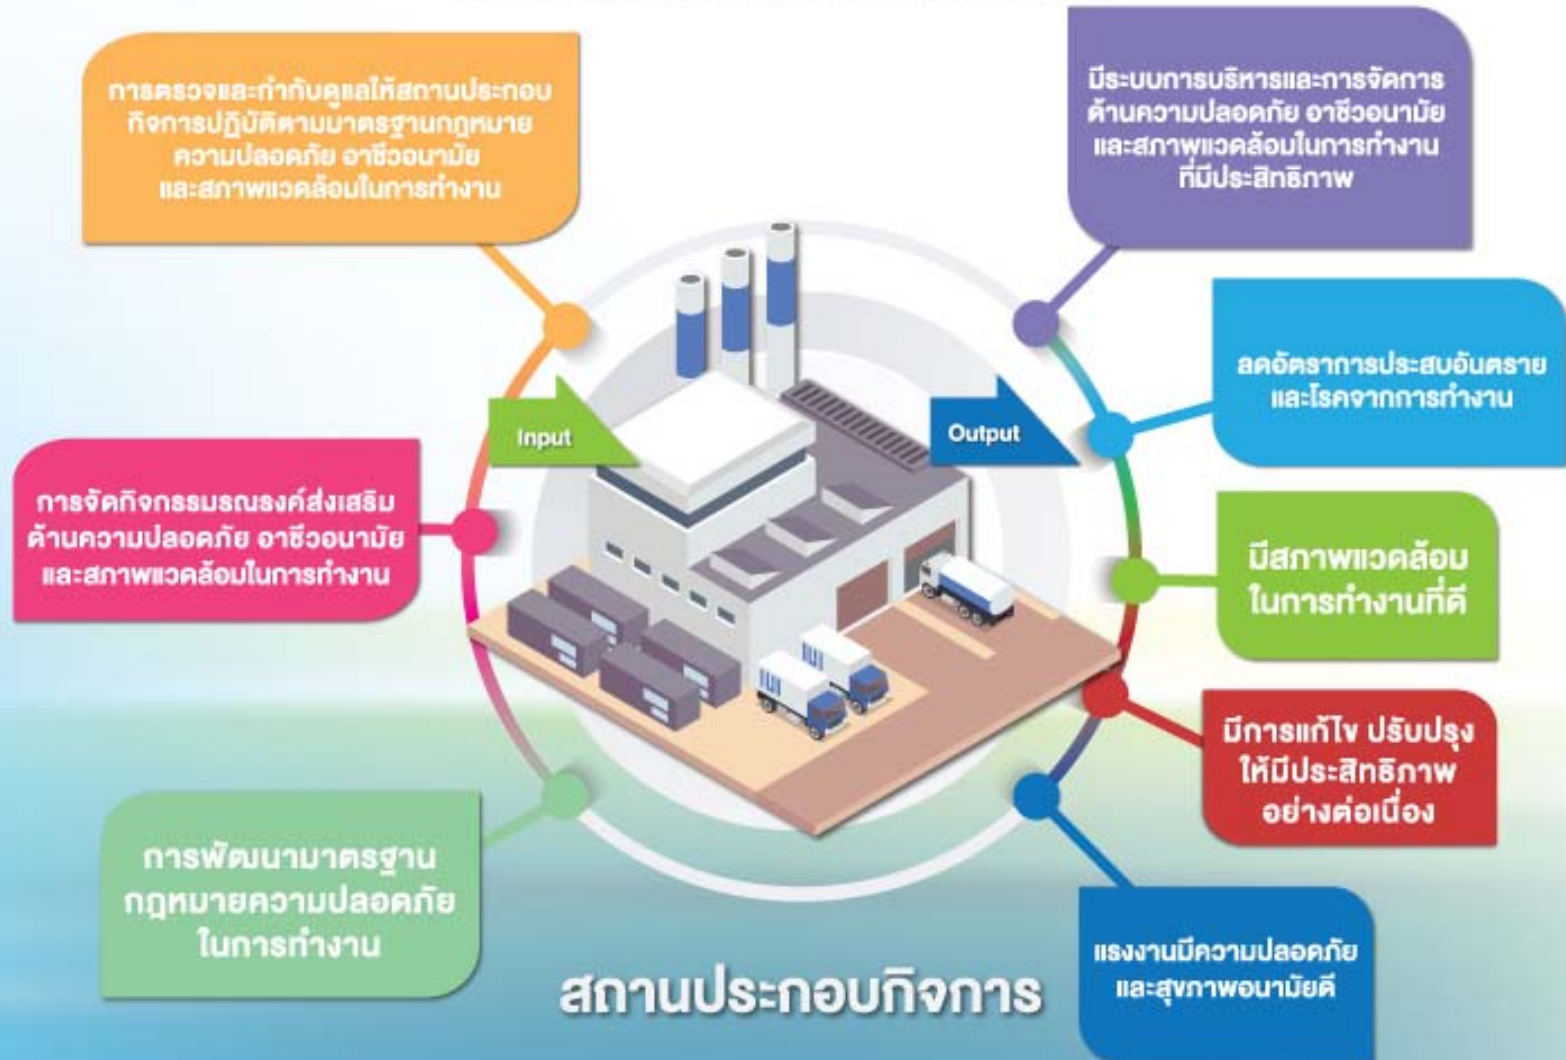 การตรวจและกำกับดูแลให้สถานประกอบ
กิจการปฏิบัติตามมาตรฐานกฎหมาย
ความปลอดภัย อาชีวอนามัย
และสภาพแวดล้อมในการทำงาน
มีระบบการบริหารและการจัดการ
ด้านความปลอดภัย อาชีวอนามัย
และสภาพแวดล้อมในการทำงาน
ที่มีประสิทธิภาพ
ลดอัตราการประสบอันตราย
และโรคจากการทำงาน
Input
Output
การจัดกิจกรรมรณรงค์ส่งเสริม
ด้านความปลอดภัย อาชีวอนามัย
และสภาพแวดล้อมในการทำงาน
มีสภาพแวดล้อม
ในการทำงานที่ดี
มีการแก้ไข ปรับปรุง
ให้มีประสิทธิภาพ
อย่างต่อเนื่อง
การพัฒนามาตรฐาน
กฎหมายความปลอดภัย
ในการทำงาน
แรงงานมีความปลอดภัย
และสุขภาพอนามัยดี
สถานประกอบกิจการ